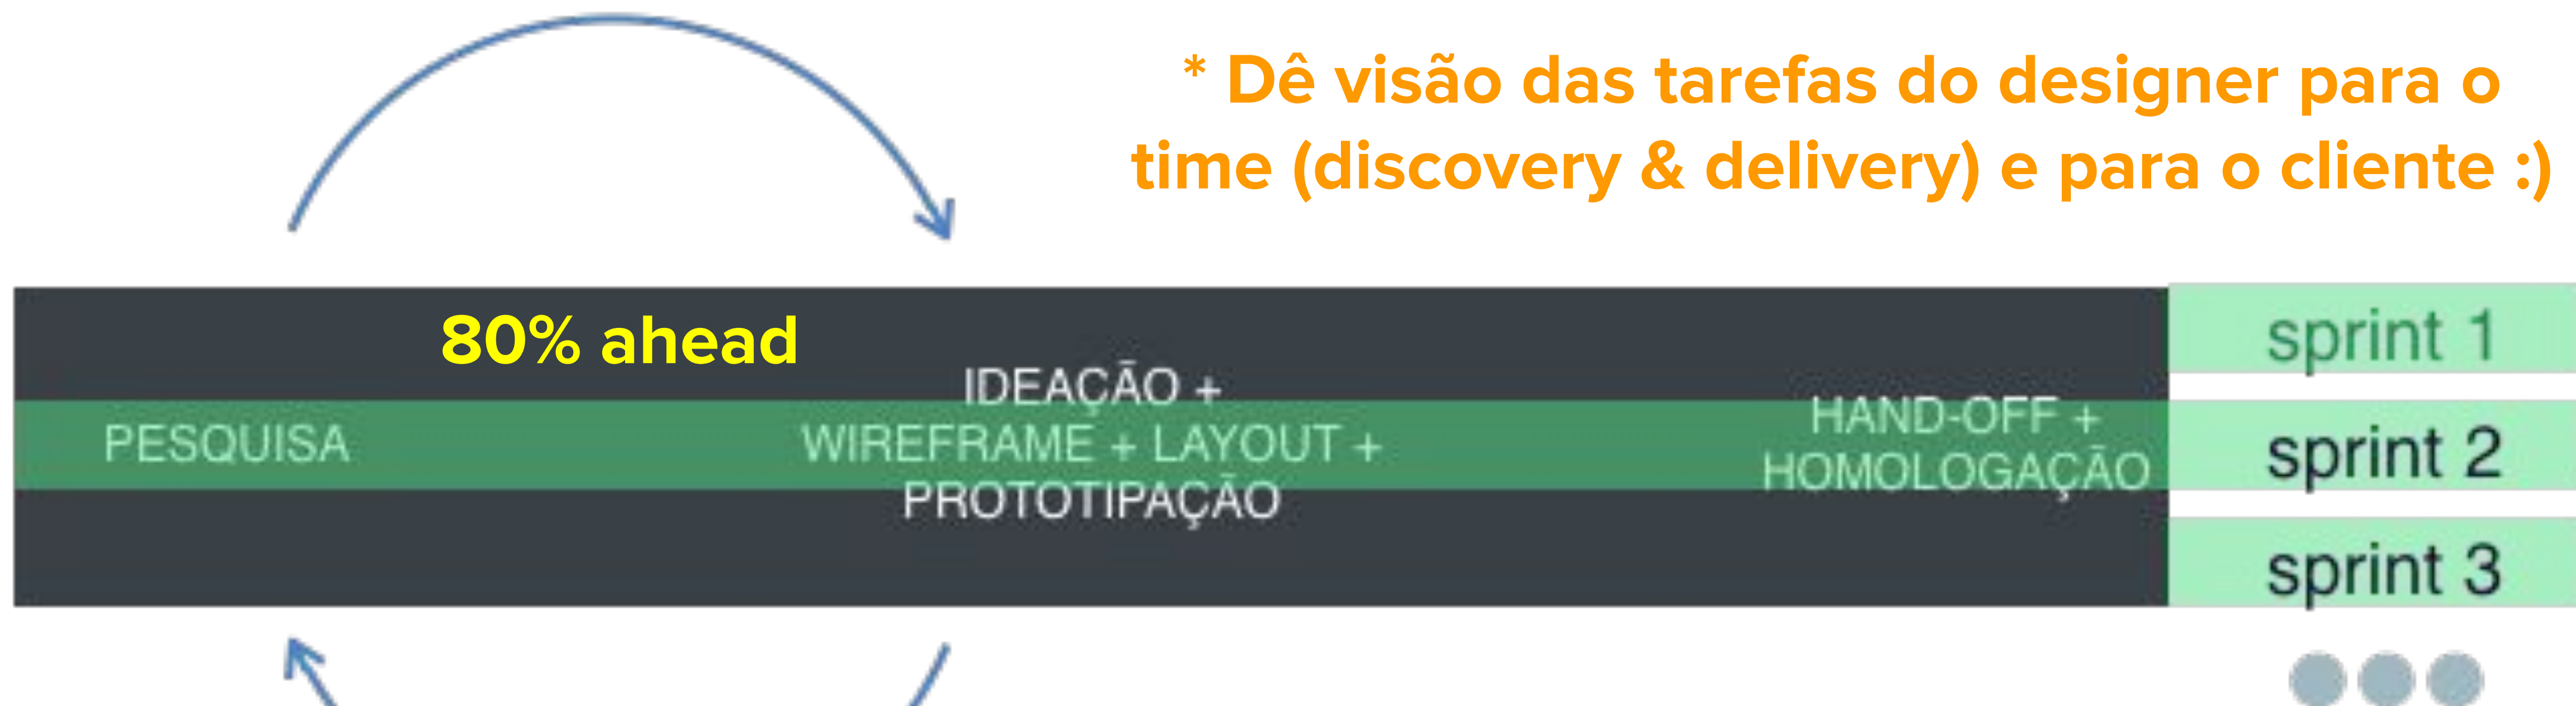 * Dê visão das tarefas do designer para o
time (discovery & delivery) e para o cliente :)
80% ahead
PESQUISA
IDEAÇÃO +
WIREFRAME + LAYOUT +
PROTOTIPAÇÃO
HAND-OFF +
HOMOLOGAÇÃO
sprint 1
sprint 2
sprint 3